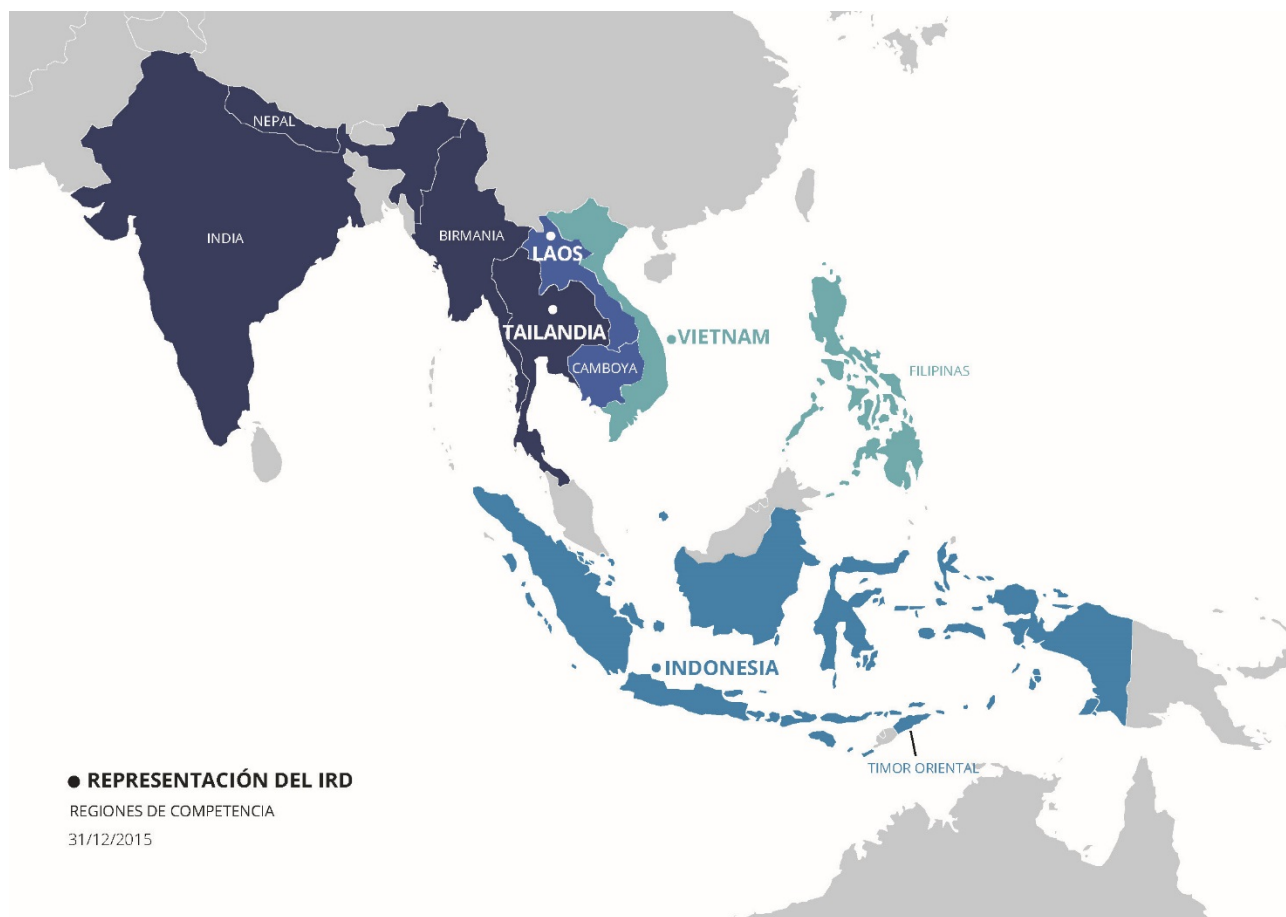 NEPAL
INDIA
BIRMANIA
LAOS
TAILANDIA
VIETNAM
CAMBOYA
FILIPINAS
INDONESIA
TIMOR ORIENTAL
REPRESENTACIÓN DEL IRD
REGIONES DE COMPETENCIA
31/12/2015